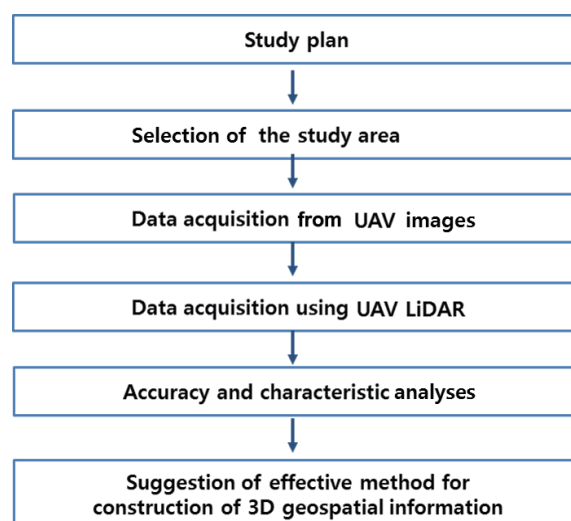 Study plan
Selection of the study area
Data acquisition from UAV images
Data acquisition using UAV LiDAR
Accuracy and characteristic analyses
Suggestion of effective method for
construction of 3D geospatial information